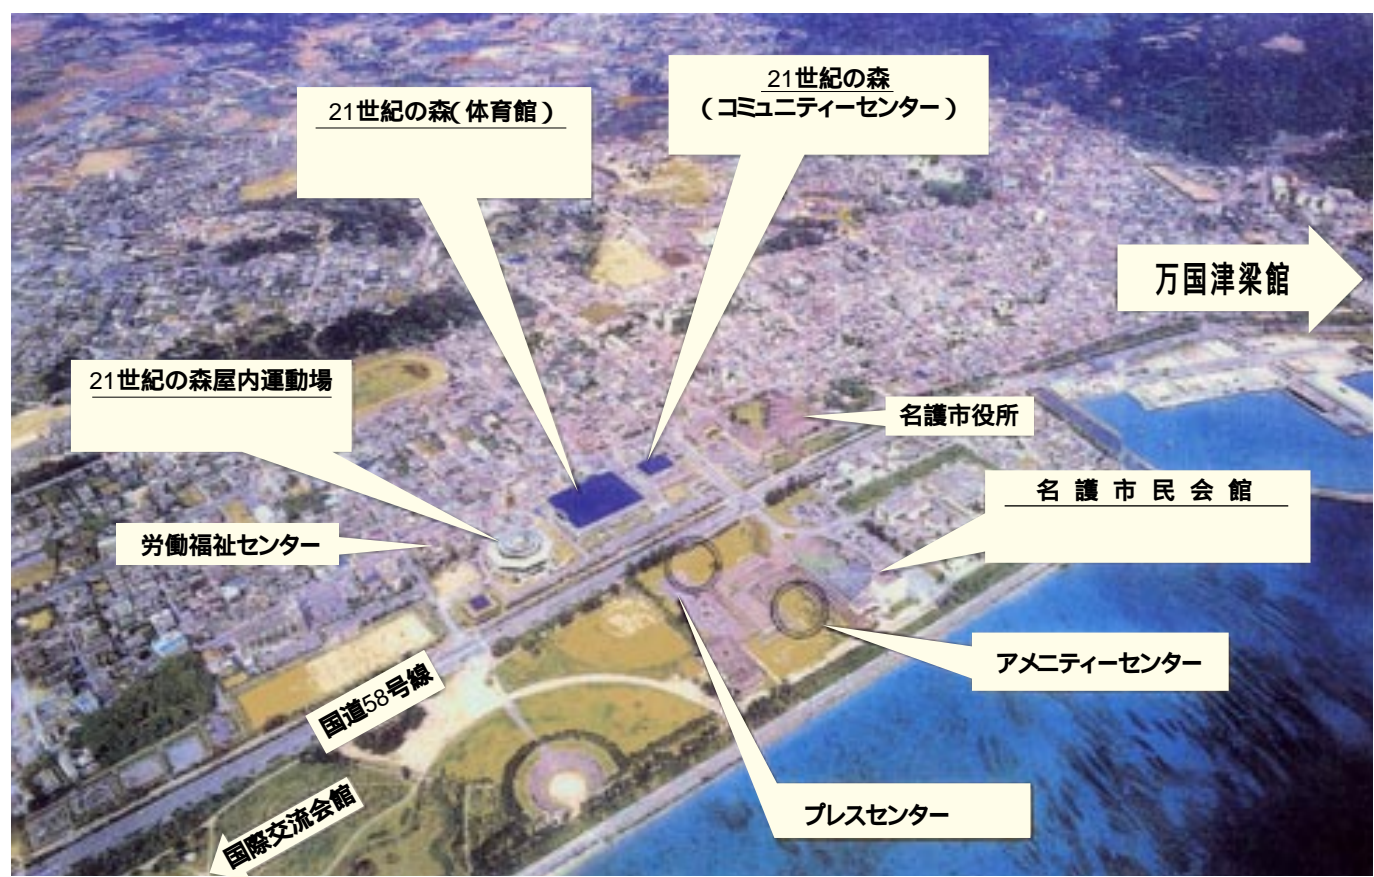 21世紀の森
(コミュニティーセンター)
21世紀の森(体育館)
万国津梁館
21世紀の森屋内運動場
名護市役所
名護市民会館
労働福祉センター
アメニティーセンター
国道58号線
プレスセンター
国際交流会館